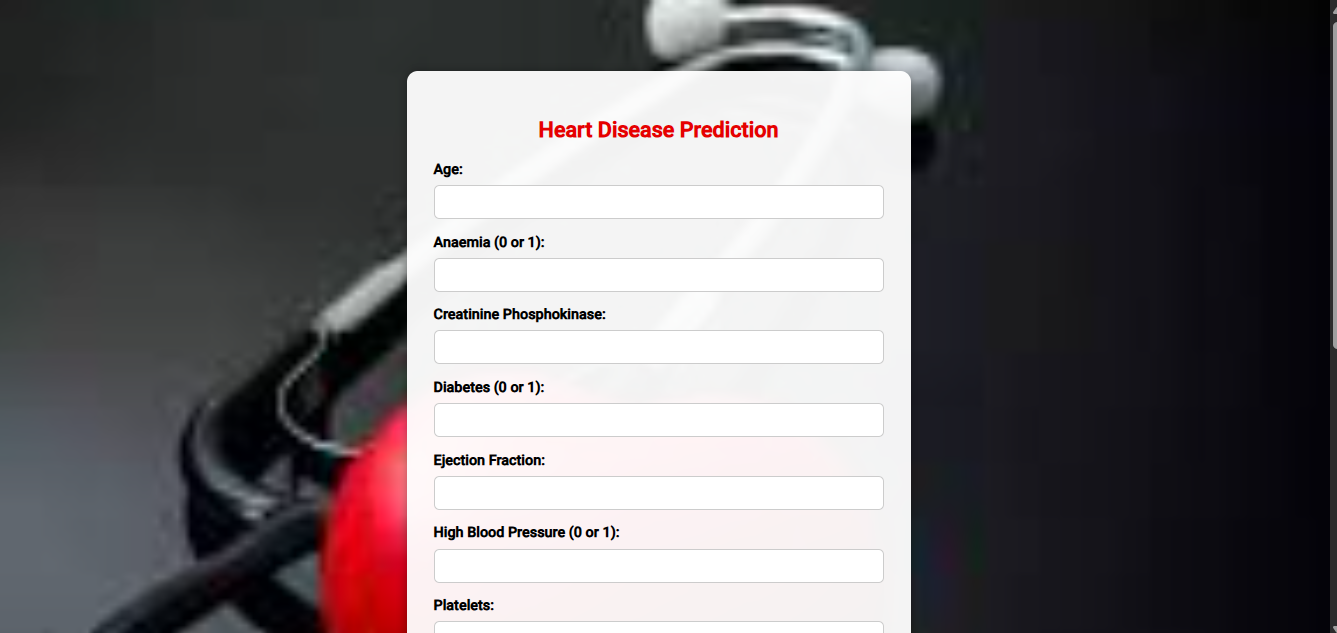 Heart Disease Prediction
Age:
Anaemia (0 or 1):
Creatinine Phosphokinase:
Diabetes (0 or 1):
Ejection Fraction:
High Blood Pressure (0 or 1):
Platelets: